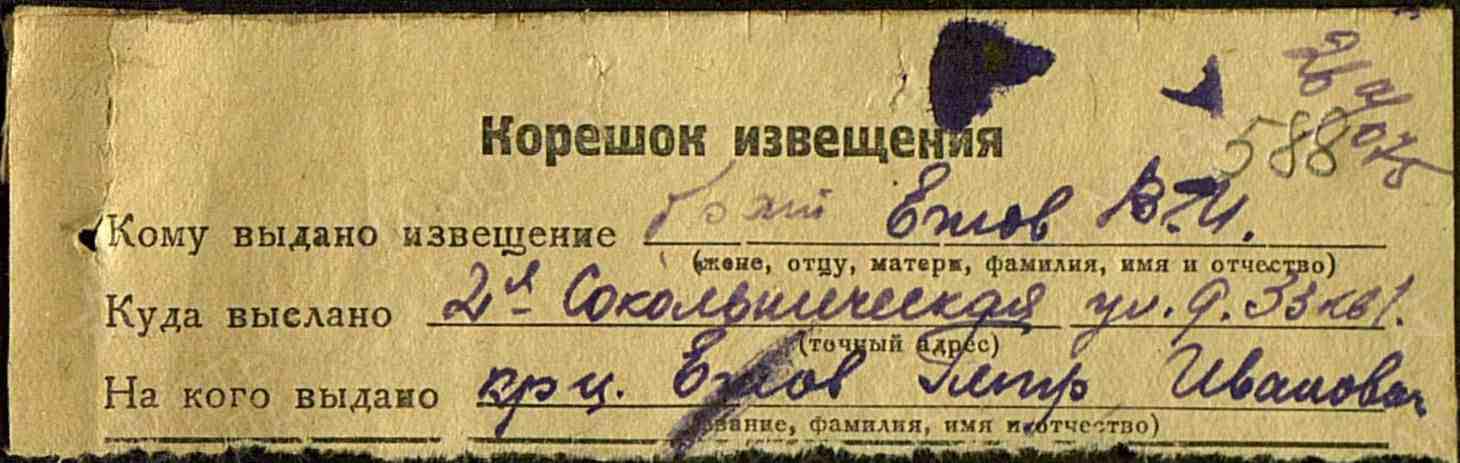 588
Корешок извещения
Кому выдано извещение брат Ежов В.И.
(жене, отцу, матери, фамилия, имя и отчество)
Куда выслано 2я Сокольническая ул. д. 33 кв 1.
(точный адрес)
На кого выдано кр-ц. Ежов Петр Иванович
звание, фамилия, имя и отчество)